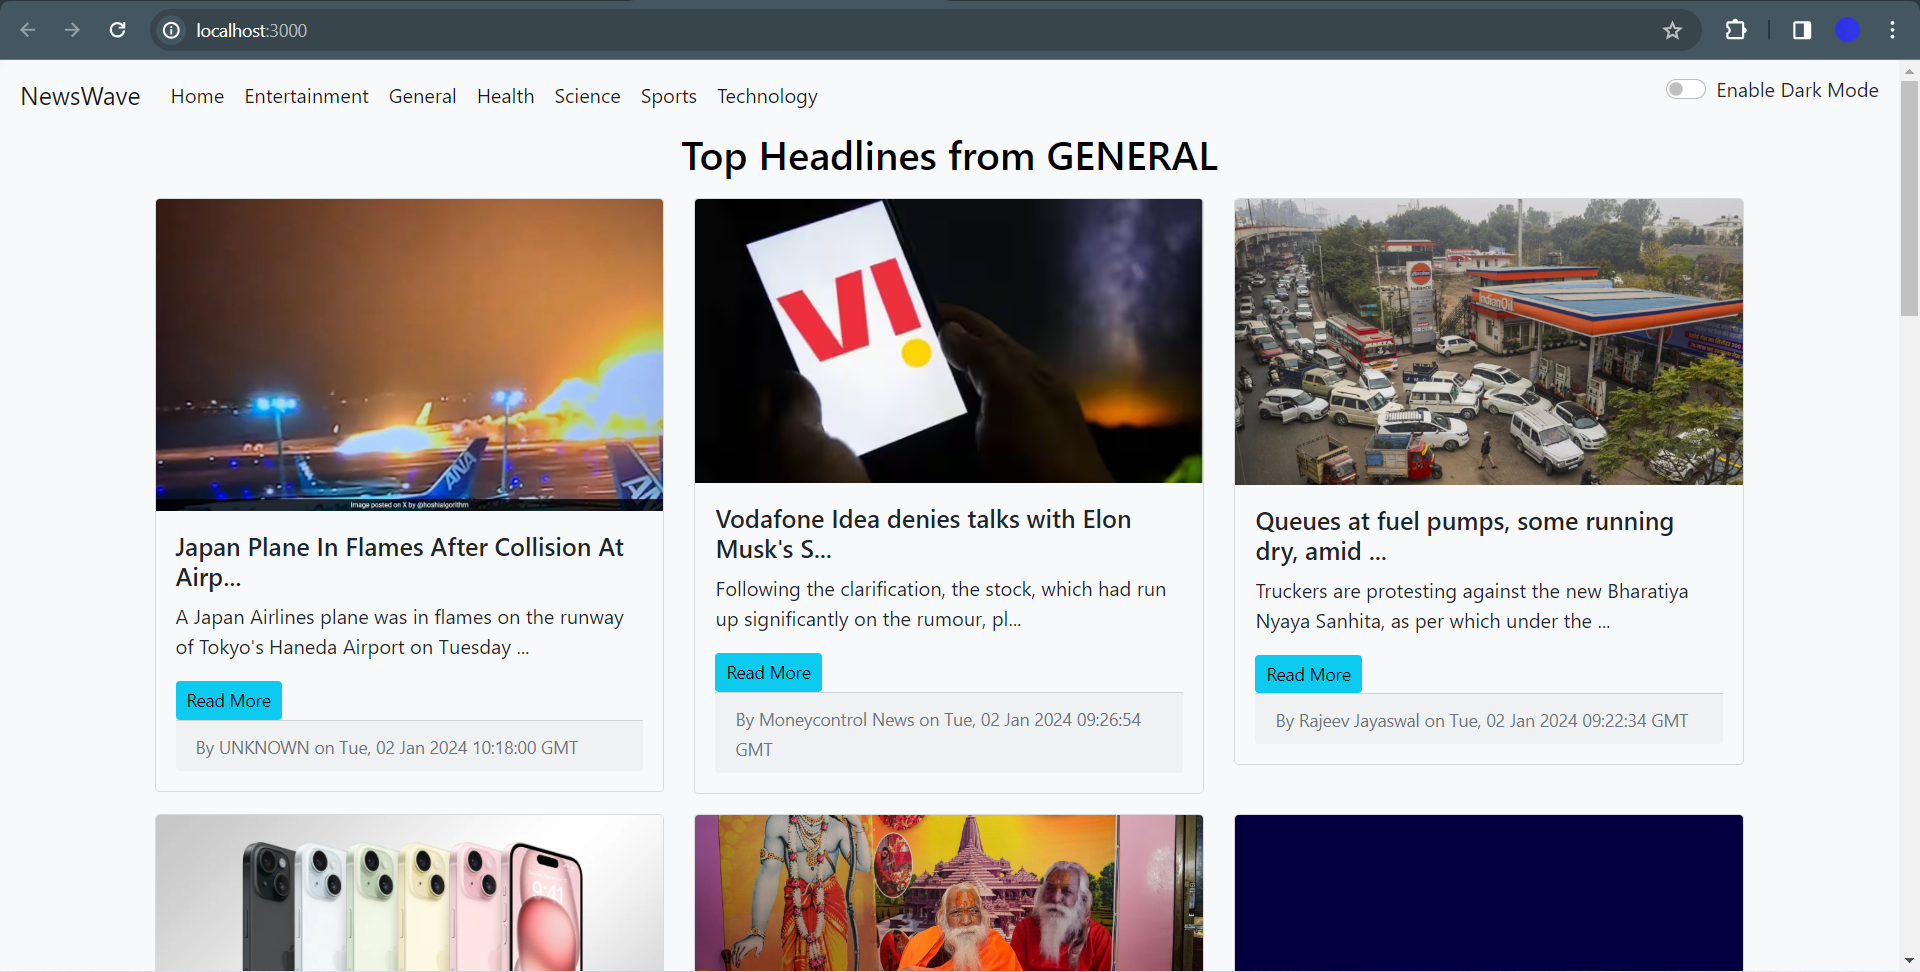 localhost:3000
NewsWave Home Entertainment General Health Science Sports Technology Enable Dark Mode
Top Headlines from GENERAL
ANA
Image posted on X by @hoshialgorithm
Japan Plane In Flames After Collision At
Airp...
A Japan Airlines plane was in flames on the runway
of Tokyo's Haneda Airport on Tuesday ...
Read More
By UNKNOWN on Tue, 02 Jan 2024 10:18:00 GMT
VI
Vodafone Idea denies talks with Elon
Musk's S...
Following the clarification, the stock, which had run
up significantly on the rumour, pl...
Read More
By Moneycontrol News on Tue, 02 Jan 2024 09:26:54
GMT
IndianOil
IndianOil
Queues at fuel pumps, some running
dry, amid ...
Truckers are protesting against the new Bharatiya
Nyaya Sanhita, as per which under the ...
Read More
By Rajeev Jayaswal on Tue, 02 Jan 2024 09:22:34 GMT
9:41